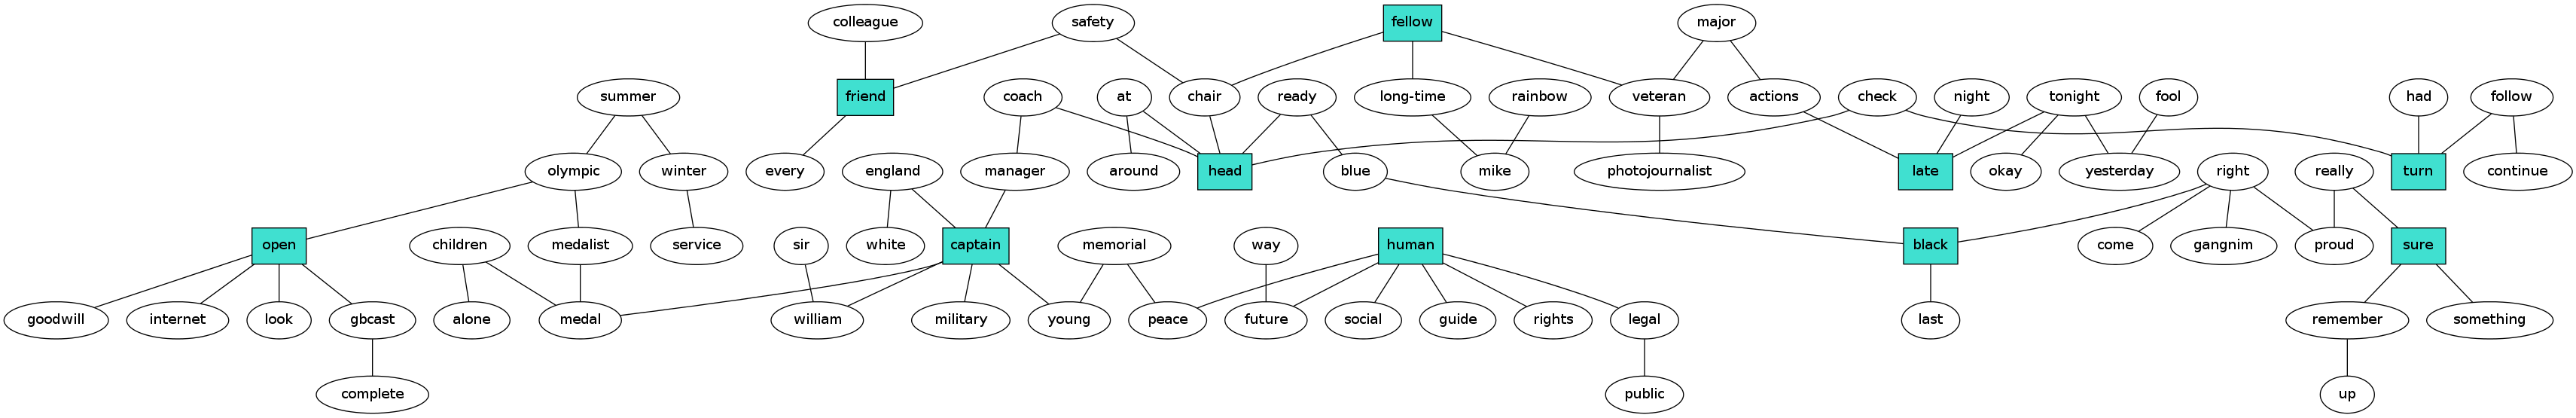 colleague safety fellow major
summer friend coach at chair ready long-time rainbow veteran actions check night tonight fool had follow
olympic winter every england manager around head blue mike photojournalist late okay yesterday right really turn continue
open children medalist service sir white captain memorial way human black come gangnim proud sure
goodwill internet look gbcast alone medal william military young peace future social guide rights legal last remember something
complete public up